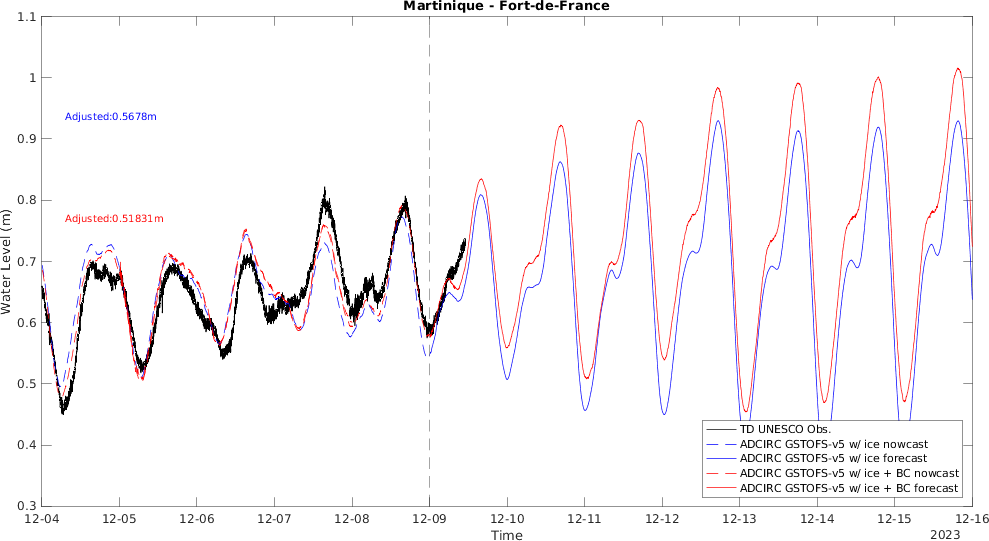 Martinique - Fort-de-France
1.1
1
0.9
0.8
0.7
0.6
0.5
0.4
0.3
Water Level (m)
Adjusted:0.5678m
Adjusted:0.51831m
TD UNESCO Obs.
ADCIRC GSTOFS-v5 w/ ice nowcast
ADCIRC GSTOFS-v5 w/ ice forecast
ADCIRC GSTOFS-v5 w/ ice + BC nowcast
ADCIRC GSTOFS-v5 w/ ice + BC forecast
12-04 12-05 12-06 12-07 12-08 12-09 12-10 12-11 12-12 12-13 12-14 12-15 12-16
Time
2023